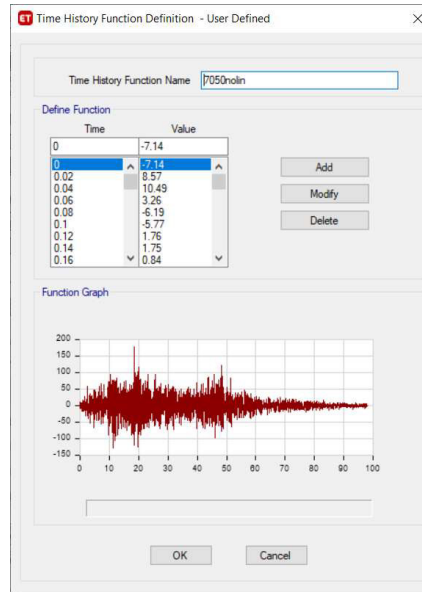 ET Time History Function Definition - User Defined
Time History Function Name 7050nolin
Define Function
Time Value
0 -7.14
0 -7.14
0.02 8.57
0.04 10.49
0.06 3.26
0.08 -6.19
0.1 -5.77
0.12 1.76
0.14 1.75
0.16 0.84
Add
Modify
Delete
Function Graph
200
150
100
50
0
-50
-100
-150
0 10 20 30 40 50 60 70 80 90 100
OK Cancel